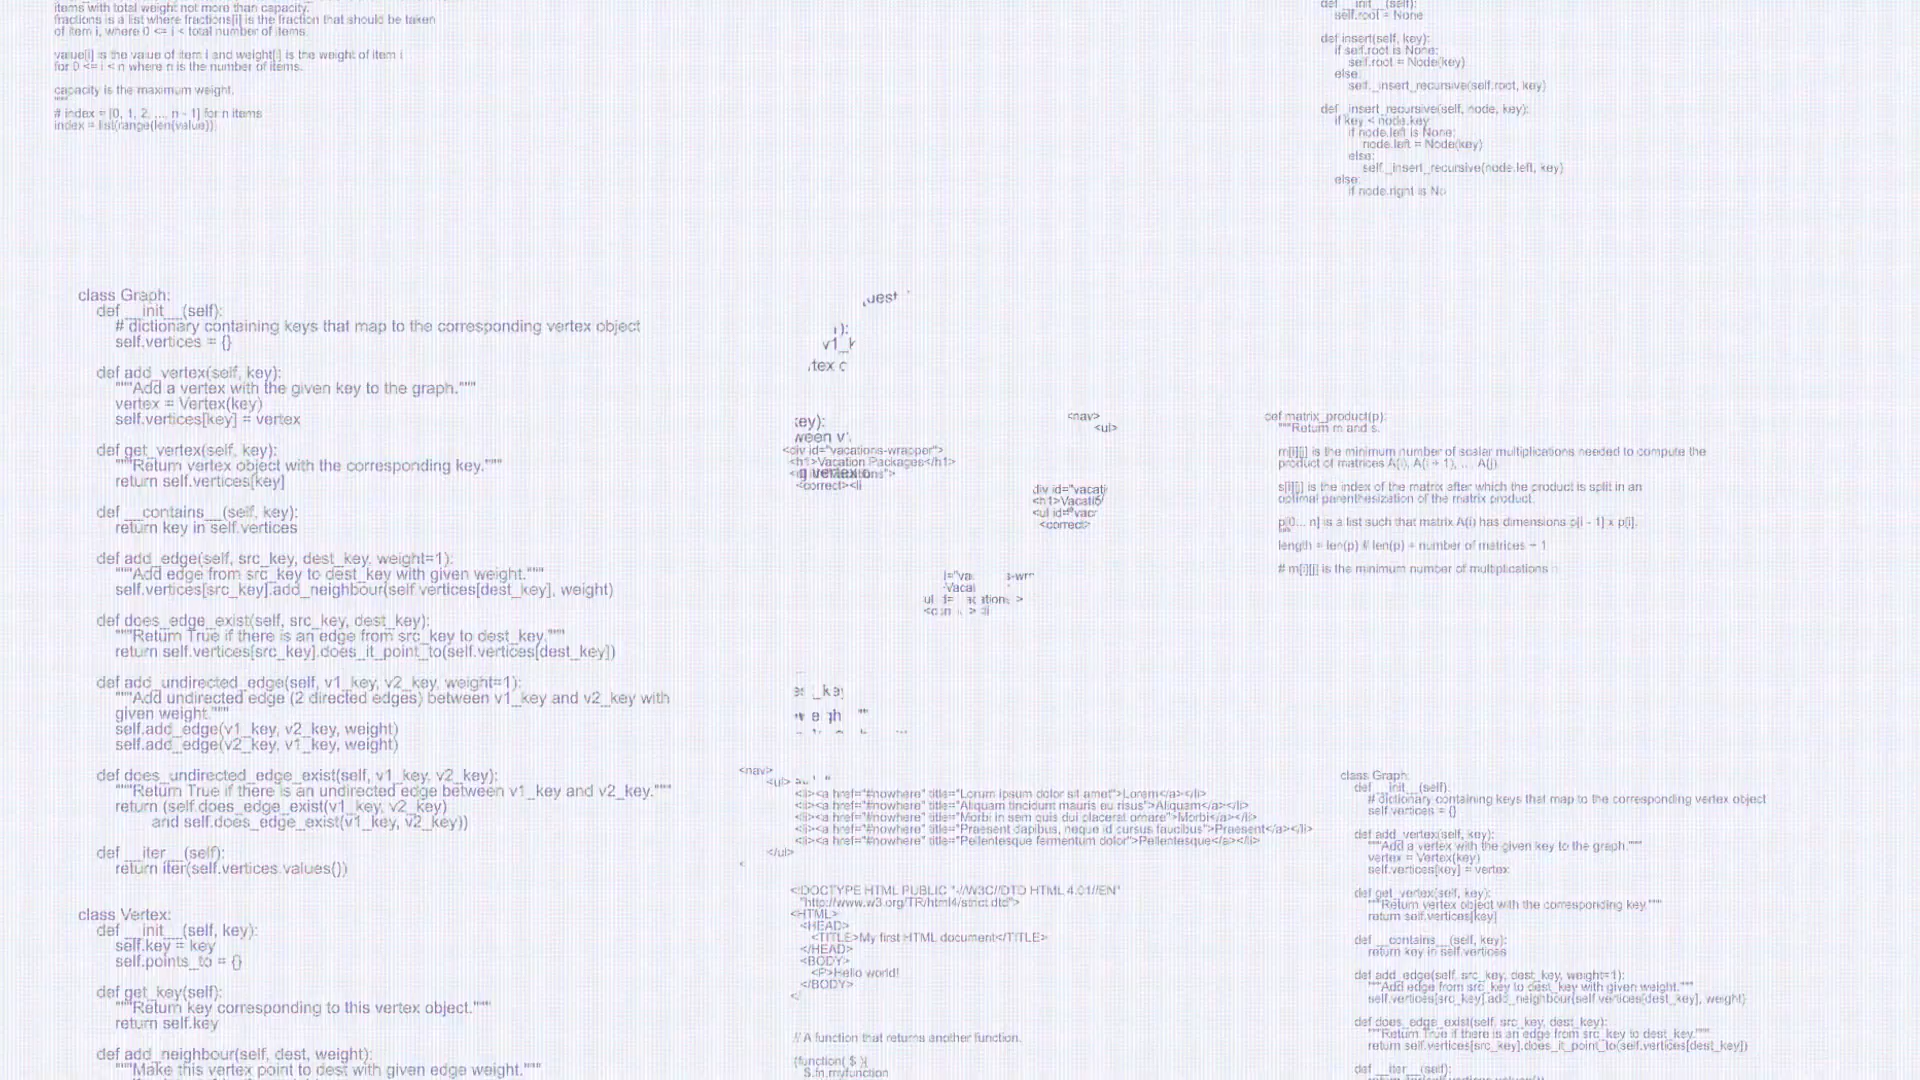 items with total weight not more than capacity.
fractions is a list where fractions[i] is the fraction that should be taken
of item i, where 0 <= i < total number of items.
value[i] is the value of item i and weight[i] is the weight of item i
for 0 <= i < n where n is the number of items.
capacity is the maximum weight.
"""
# index = [0, 1, 2, ..., n - 1] for n items
index = list(range(len(value)))
def __init__(self):
self.root = None
def insert(self, key):
if self.root is None:
self.root = Node(key)
else:
self._insert_recursive(self.root, key)
def _insert_recursive(self, node, key):
if key < node.key:
if node.left is None:
node.left = Node(key)
else:
self._insert_recursive(node.left, key)
else:
if node.right is No
class Graph:
def __init__(self):
# dictionary containing keys that map to the corresponding vertex object
self.vertices = {}
def add_vertex(self, key):
"""Add a vertex with the given key to the graph."""
vertex = Vertex(key)
self.vertices[key] = vertex
def get_vertex(self, key):
"""Return vertex object with the corresponding key."""
return self.vertices[key]
def __contains__(self, key):
return key in self.vertices
def add_edge(self, src_key, dest_key, weight=1):
"""Add edge from src_key to dest_key with given weight."""
self.vertices[src_key].add_neighbour(self.vertices[dest_key], weight)
def does_edge_exist(self, src_key, dest_key):
"""Return True if there is an edge from src_key to dest_key."""
return self.vertices[src_key].does_it_point_to(self.vertices[dest_key])
def add_undirected_edge(self, v1_key, v2_key, weight=1):
"""Add undirected edge (2 directed edges) between v1_key and v2_key with
given weight."""
self.add_edge(v1_key, v2_key, weight)
self.add_edge(v2_key, v1_key, weight)
def does_undirected_edge_exist(self, v1_key, v2_key):
"""Return True if there is an undirected edge between v1_key and v2_key."""
return (self.does_edge_exist(v1_key, v2_key)
and self.does_edge_exist(v1_key, v2_key))
def __iter__(self):
return iter(self.vertices.values())
class Vertex:
def __init__(self, key):
self.key = key
self.points_to = {}
def get_key(self):
"""Return key corresponding to this vertex object."""
return self.key
def add_neighbour(self, dest, weight):
"""Make this vertex point to dest with given edge weight."""
<div id="vacations-wrapper">
<h1>Vacation Packages</h1>
<correct><li
<nav>
<ul>
div id="vacati
<correct>
def matrix_product(p):
"""Return m and s.
m[i][j] is the minimum number of scalar multiplications needed to compute the
product of matrices A(i), A(i + 1), ..., A(j).
s[i][j] is the index of the matrix after which the product is split in an
optimal parenthesization of the matrix product.
p[0... n] is a list such that matrix A(i) has dimensions p[i - 1] x p[i].
"""
length = len(p) # len(p) = number of matrices + 1
# m[i][j] is the minimum number of multiplications
<nav>
<ul>
<li><a href="#nowhere" title="Lorum ipsum dolor sit amet">Lorem</a></li>
<li><a href="#nowhere" title="Aliquam tincidunt mauris eu risus">Aliquam</a></li>
<li><a href="#nowhere" title="Morbi in sem quis dui placerat ornare">Morbi</a></li>
<li><a href="#nowhere" title="Praesent dapibus, neque id cursus faucibus">Praesent</a></li>
<li><a href="#nowhere" title="Pellentesque fermentum dolor">Pellentesque</a></li>
</ul>
<
<!DOCTYPE HTML PUBLIC "-//W3C//DTD HTML 4.01//EN"
"http://www.w3.org/TR/html4/strict.dtd">
<HTML>
<HEAD>
<TITLE>My first HTML document</TITLE>
</HEAD>
<BODY>
<P>Hello world!
</BODY>
</
// A function that returns another function.
(function( $ ){
$.fn.myfunction
class Graph:
def __init__(self):
# dictionary containing keys that map to the corresponding vertex object
self.vertices = {}
def add_vertex(self, key):
"""Add a vertex with the given key to the graph."""
vertex = Vertex(key)
self.vertices[key] = vertex
def get_vertex(self, key):
"""Return vertex object with the corresponding key."""
return self.vertices[key]
def __contains__(self, key):
return key in self.vertices
def add_edge(self, src_key, dest_key, weight=1):
"""Add edge from src_key to dest_key with given weight."""
self.vertices[src_key].add_neighbour(self.vertices[dest_key], weight)
def does_edge_exist(self, src_key, dest_key):
"""Return True if there is an edge from src_key to dest_key."""
return self.vertices[src_key].does_it_point_to(self.vertices[dest_key])
def __iter__(self):